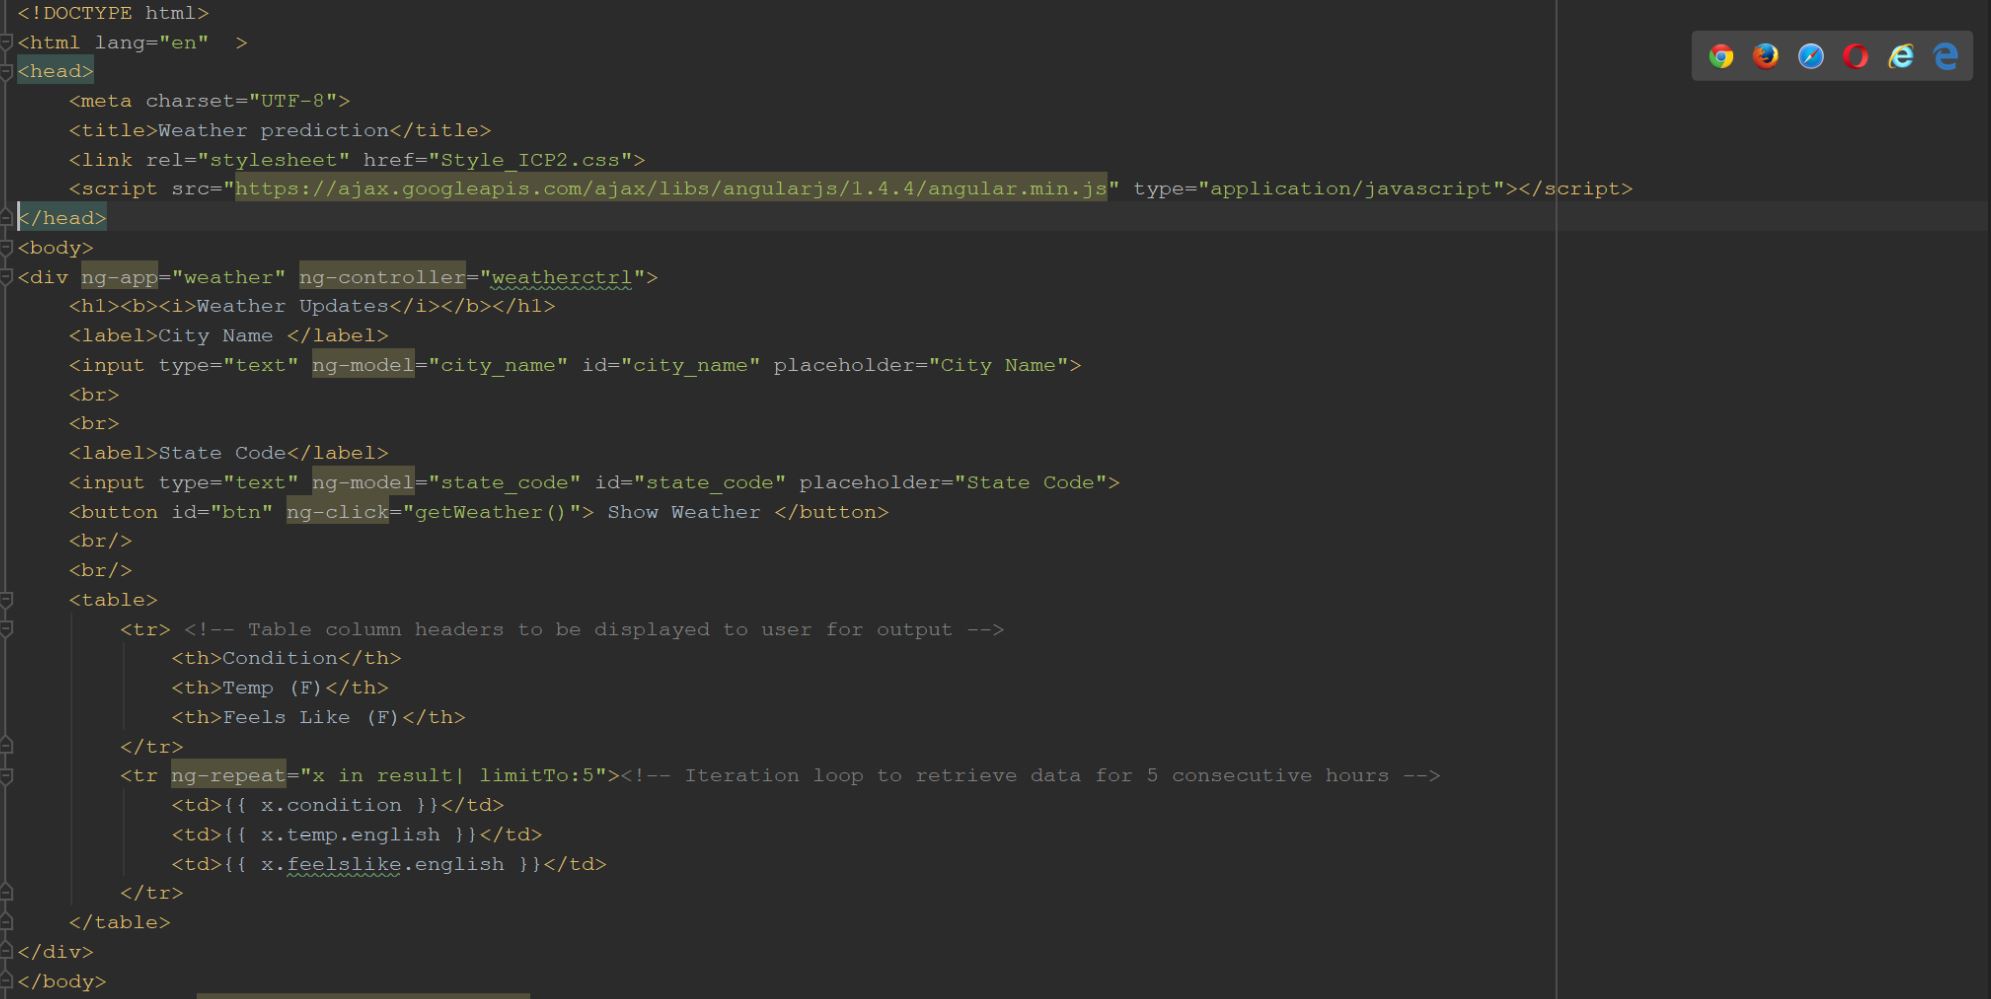 <!DOCTYPE html>
<html lang="en"  >
<head>
    <meta charset="UTF-8">
    <title>Weather prediction</title>
    <link rel="stylesheet" href="Style_ICP2.css">
    <script src="https://ajax.googleapis.com/ajax/libs/angularjs/1.4.4/angular.min.js" type="application/javascript"></script>
</head>
<body>
<div ng-app="weather" ng-controller="weatherctrl">
    <h1><b><i>Weather Updates</i></b></h1>
    <label>City Name </label>
    <input type="text" ng-model="city_name" id="city_name" placeholder="City Name">
    <br>
    <br>
    <label>State Code</label>
    <input type="text" ng-model="state_code" id="state_code" placeholder="State Code">
    <button id="btn" ng-click="getWeather()"> Show Weather </button>
    <br/>
    <br/>
    <table>
        <tr> <!-- Table column headers to be displayed to user for output -->
            <th>Condition</th>
            <th>Temp (F)</th>
            <th>Feels Like (F)</th>
        </tr>
        <tr ng-repeat="x in result| limitTo:5"><!-- Iteration loop to retrieve data for 5 consecutive hours -->
            <td>{{ x.condition }}</td>
            <td>{{ x.temp.english }}</td>
            <td>{{ x.feelslike.english }}</td>
        </tr>
    </table>
</div>
</body>